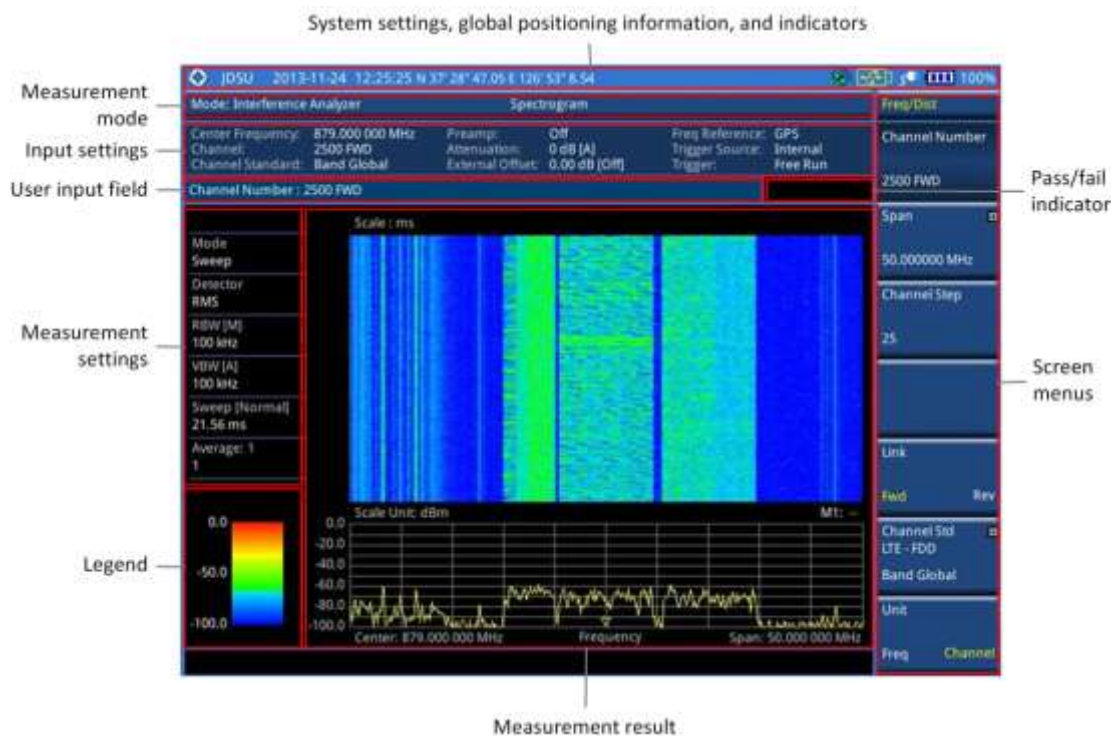 System settings, global positioning information, and indicators
JDSU 2013-11-24 12:25:25 N 37° 28" 47.05 E 126° 53" 8.54 100%
Measurement mode
Mode: Interference Analyzer Spectrogram
Freq/Dist
Input settings
Center Frequency: 879.000 000 MHz Preamp: Off Freq Reference: GPS
Channel: 2500 FWD Attenuation: 0 dB [A] Trigger Source: Internal
Channel Standard: Band Global External Offset: 0.00 dB [Off] Trigger: Free Run
Channel Number
2500 FWD
User input field
Channel Number : 2500 FWD
Pass/fail indicator
Measurement settings
Mode
Sweep
Detector
RMS
RBW [M]
100 kHz
VBW [A]
100 kHz
Sweep [Normal]
21.56 ms
Average: 1
1
Scale : ms
Span
50.000000 MHz
Channel Step
25
Screen menus
Link
Fwd Rev
Channel Std
LTE - FDD
Band Global
Unit
Freq Channel
Legend
0.0
-50.0
-100.0
Scale Unit: dBm M1: --
0.0
-20.0
-40.0
-60.0
-80.0
-100.0
Center: 879.000 000 MHz Frequency Span: 50.000 000 MHz
Measurement result